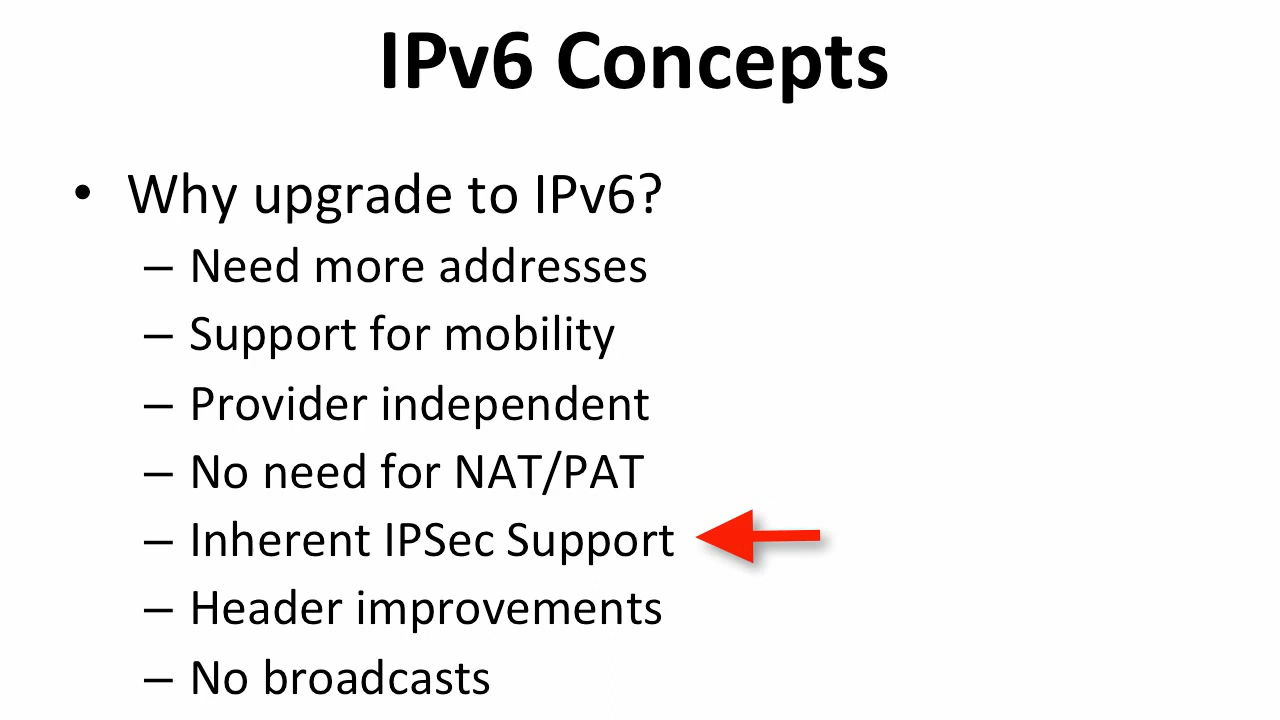 IPv6 Concepts
• Why upgrade to IPv6?
– Need more addresses
– Support for mobility
– Provider independent
– No need for NAT/PAT
– Inherent IPSec Support
– Header improvements
– No broadcasts